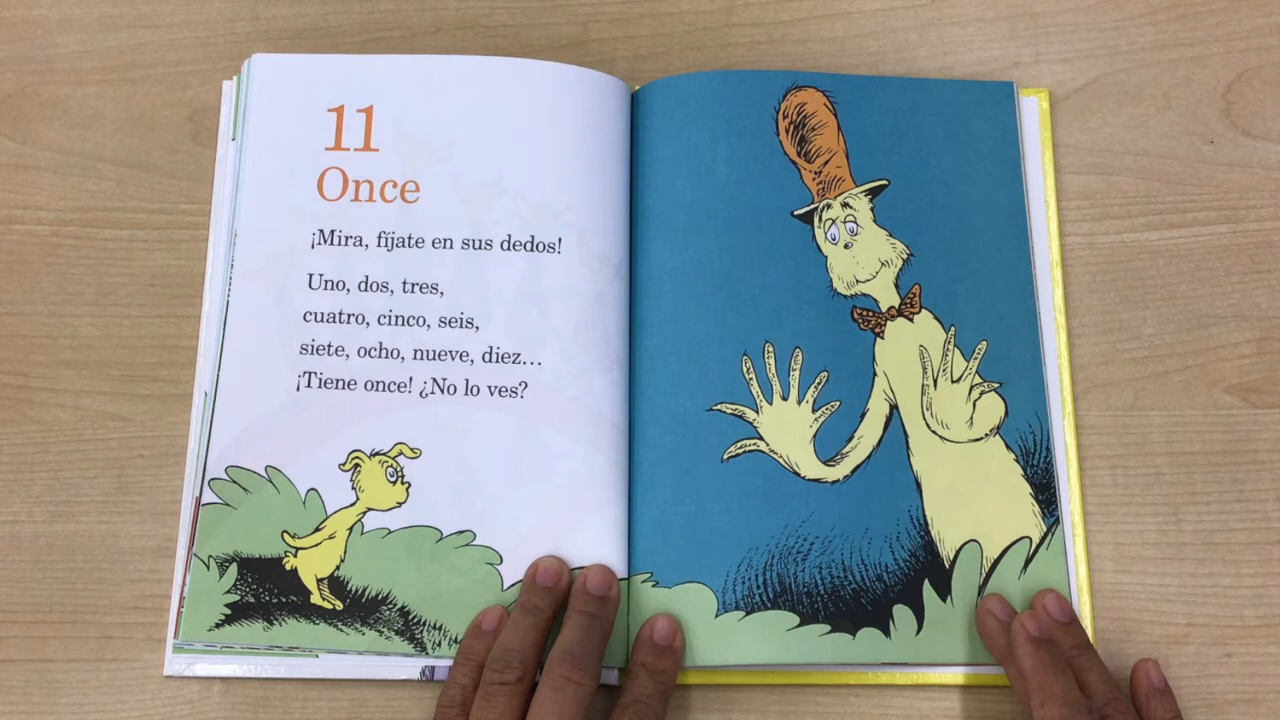 11
Once
¡Mira, fíjate en sus dedos!
Uno, dos, tres,
cuatro, cinco, seis,
siete, ocho, nueve, diez...
¡Tiene once! ¿No lo ves?